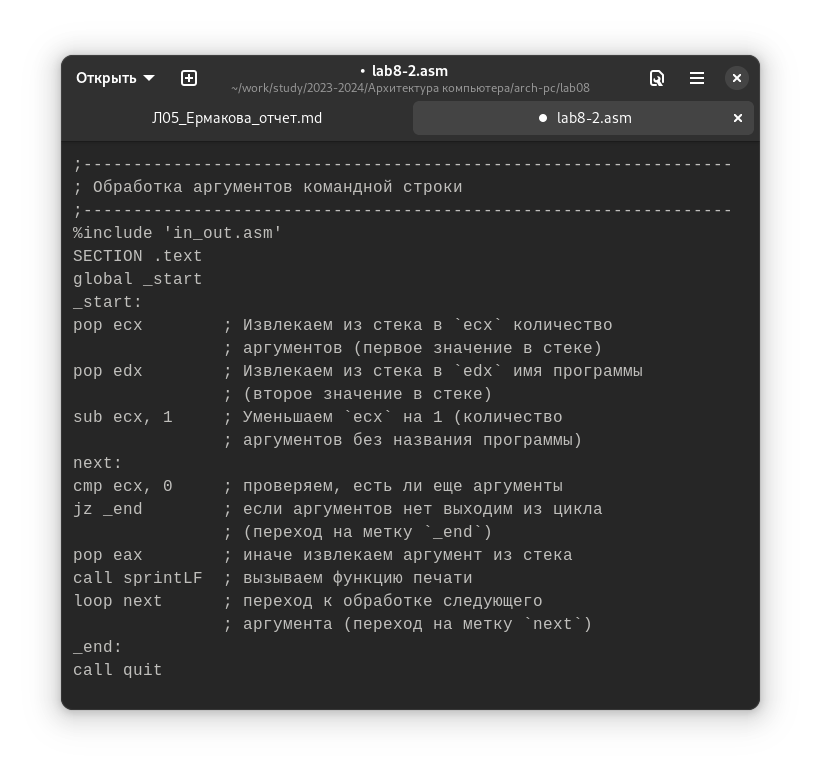 Открыть
• lab8-2.asm
~/work/study/2023-2024/Архитектура компьютера/arch-pc/lab08
Л05_Ермакова_отчет.md
● lab8-2.asm
;-----------------------------------------------------------------
; Обработка аргументов командной строки
;-----------------------------------------------------------------
%include 'in_out.asm'
SECTION .text
global _start
_start:
pop ecx        ; Извлекаем из стека в `ecx` количество
               ; аргументов (первое значение в стеке)
pop edx        ; Извлекаем из стека в `edx` имя программы
               ; (второе значение в стеке)
sub ecx, 1     ; Уменьшаем `ecx` на 1 (количество
               ; аргументов без названия программы)
next:
cmp ecx, 0     ; проверяем, есть ли еще аргументы
jz _end        ; если аргументов нет выходим из цикла
               ; (переход на метку `_end`)
pop eax        ; иначе извлекаем аргумент из стека
call sprintLF  ; вызываем функцию печати
loop next      ; переход к обработке следующего
               ; аргумента (переход на метку `next`)
_end:
call quit